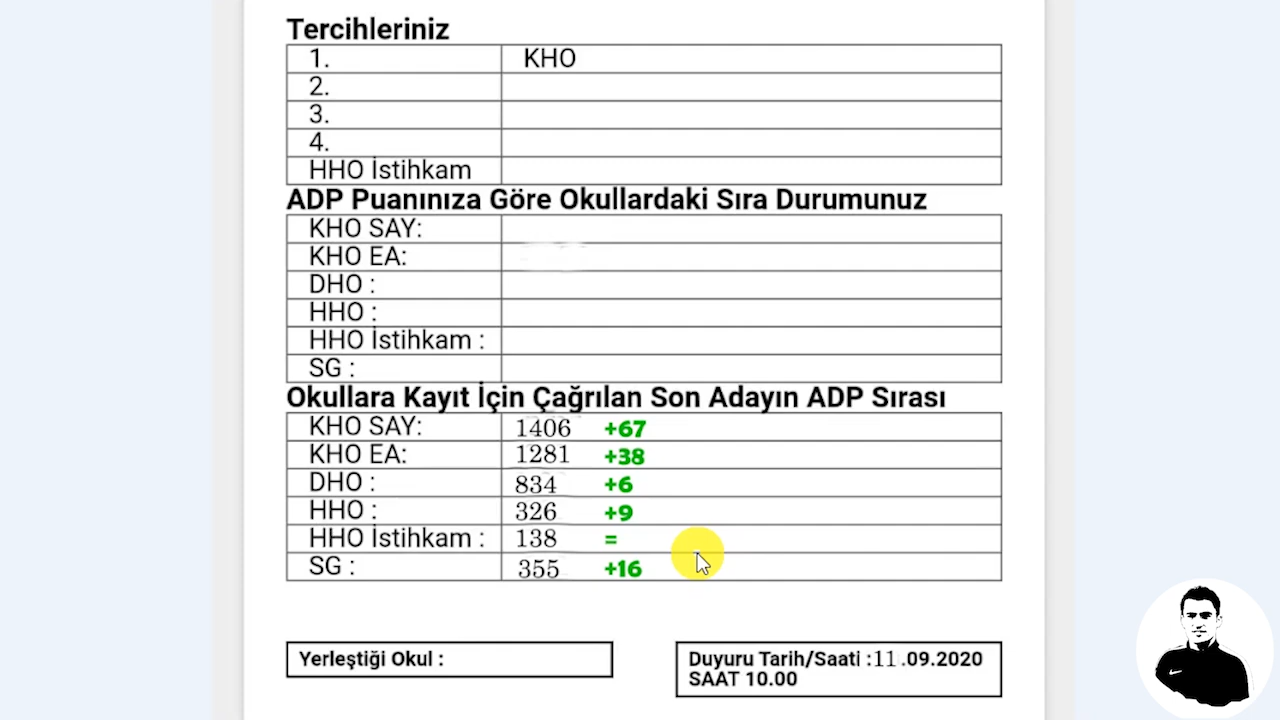 Tercihleriniz
1. KHO
2.
3.
4.
HHO İstihkam
ADP Puanınıza Göre Okullardaki Sıra Durumunuz
KHO SAY:
KHO EA:
DHO :
HHO :
HHO İstihkam :
SG :
Okullara Kayıt İçin Çağrılan Son Adayın ADP Sırası
KHO SAY: 1406 +67
KHO EA: 1281 +38
DHO : 834 +6
HHO : 326 +9
HHO İstihkam : 138 =
SG : 355 +16
Yerleştiği Okul :
Duyuru Tarih/Saati :11.09.2020
SAAT 10.00